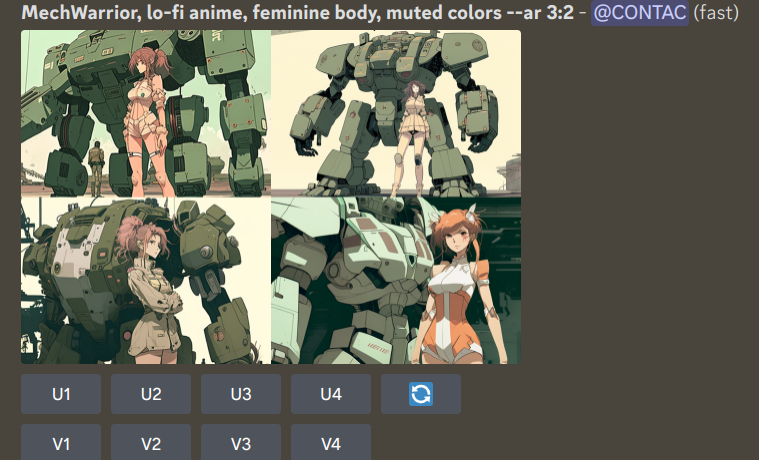 MechWarrior, lo-fi anime, feminine body, muted colors --ar 3:2 - @CONTAC (fast)
U1 U2 U3 U4
V1 V2 V3 V4